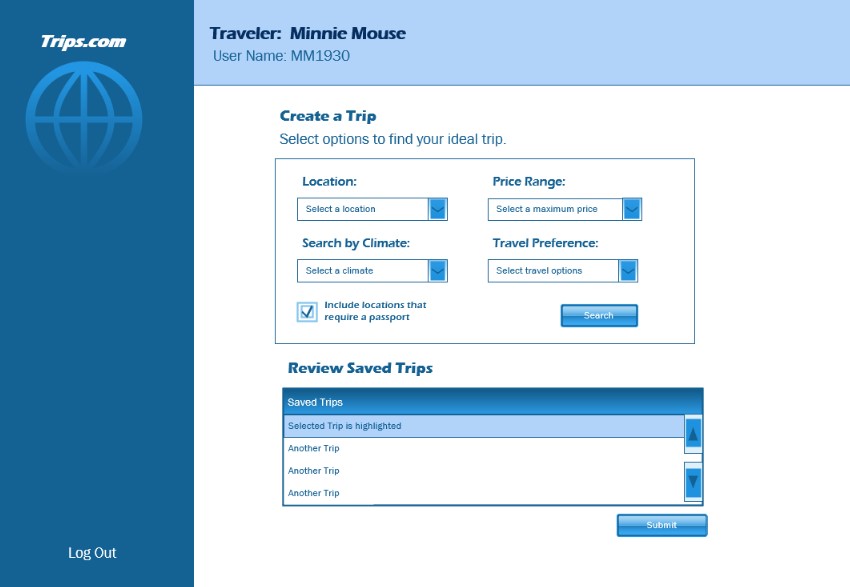 Trips.com
Traveler:  Minnie Mouse
User Name: MM1930
Create a Trip
Select options to find your ideal trip.
Location:
Price Range:
Select a location
Select a maximum price
Search by Climate:
Travel Preference:
Select a climate
Select travel options
Include locations that
require a passport
Search
Review Saved Trips
Saved Trips
Selected Trip is highlighted
Another Trip
Another Trip
Another Trip
Submit
Log Out